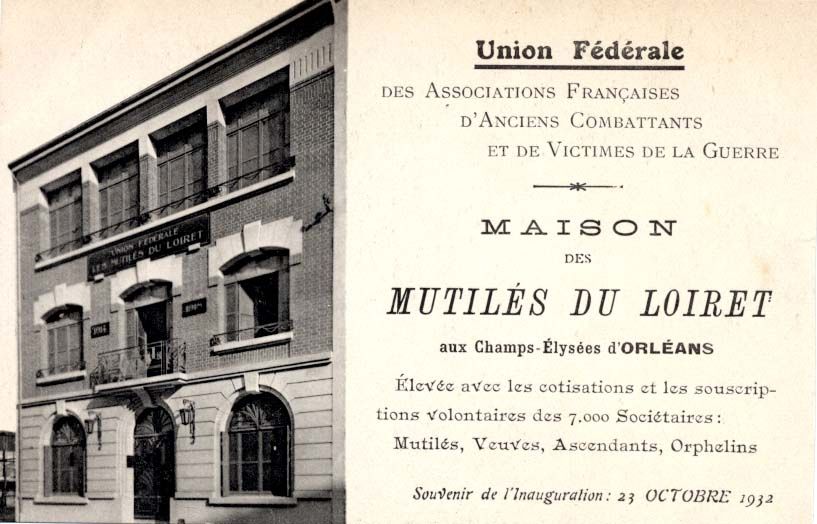 UNION FÉDÉRALE
LES MUTILÉS DU LOIRET
1914
1918
Union Fédérale
DES ASSOCIATIONS FRANÇAISES
D'ANCIENS COMBATTANTS
ET DE VICTIMES DE LA GUERRE
MAISON
DES
MUTILÉS DU LOIRET
aux Champs-Élysées d'ORLÉANS
Élevée avec les cotisations et les souscrip-
tions volontaires des 7.000 Sociétaires:
Mutilés, Veuves, Ascendants, Orphelins
Souvenir de l'Inauguration: 23 OCTOBRE 1932